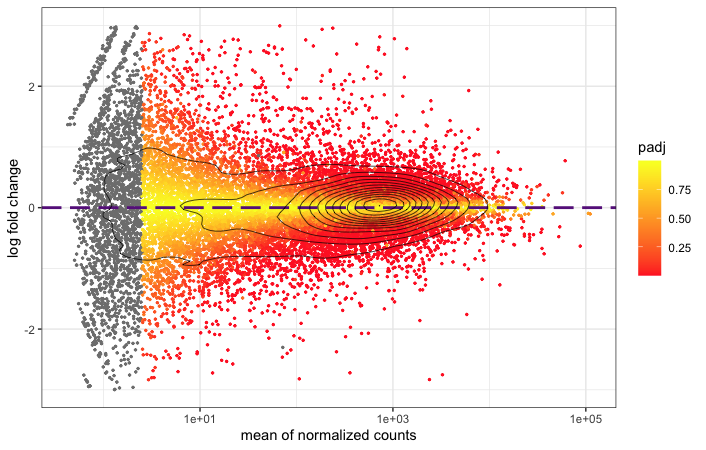 log fold change
2
0
-2
1e+01
1e+03
1e+05
mean of normalized counts
padj
0.75
0.50
0.25